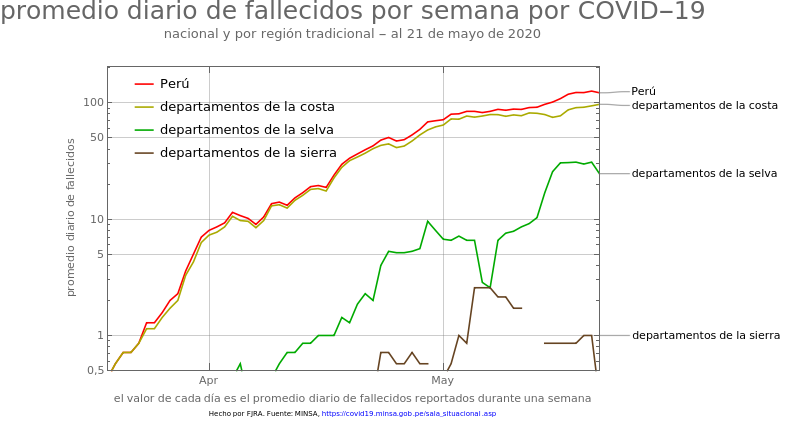 promedio diario de fallecidos por semana por COVID–19
nacional y por región tradicional – al 21 de mayo de 2020
Perú
departamentos de la costa
departamentos de la selva
departamentos de la sierra
promedio diario de fallecidos
100
50
10
5
1
0,5
Apr
May
Perú
departamentos de la costa
departamentos de la selva
departamentos de la sierra
el valor de cada día es el promedio diario de fallecidos reportados durante una semana
Hecho por FJRA. Fuente: MINSA, https://covid19.minsa.gob.pe/sala_situacional.asp